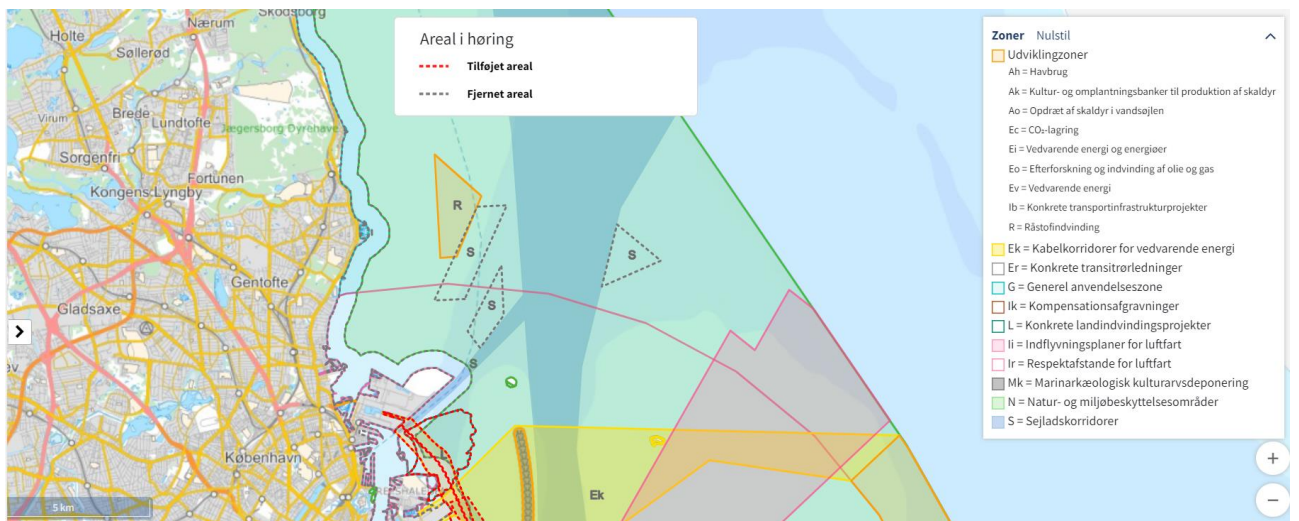 Skodsborg
Nærum
Holte
Søllerød
Areal i høring
Tilføjet areal
Fjernet areal
Brede
Virum
Lundtofte
Jægersborg Dyrehave
Sorgenfri
Fortunen
Kongens Lyngby
R
S
S
S
Gentofte
Gladsaxe
S
L
København
Ek
5 km
Zoner Nulstil
Udviklingzoner
Ah = Havbrug
Ak = Kultur- og omplantningsbanker til produktion af skaldyr
Ao = Opdræt af skaldyr i vandsøjlen
Ec = CO₂-lagring
Ei = Vedvarende energi og energiøer
Eo = Efterforskning og indvinding af olie og gas
Ev = Vedvarende energi
Ib = Konkrete transportinfrastrukturprojekter
R = Råstofindvinding
Ek = Kabelkorridorer for vedvarende energi
Er = Konkrete transitrørledninger
G = Generel anvendelseszone
Ik = Kompensationsafgravninger
L = Konkrete landindvindingsprojekter
Ii = Indflyvningsplaner for luftfart
Ir = Respektafstande for luftfart
Mk = Marinarkæologisk kulturarvsdeponering
N = Natur- og miljøbeskyttelsesområder
S = Sejladskorridorer